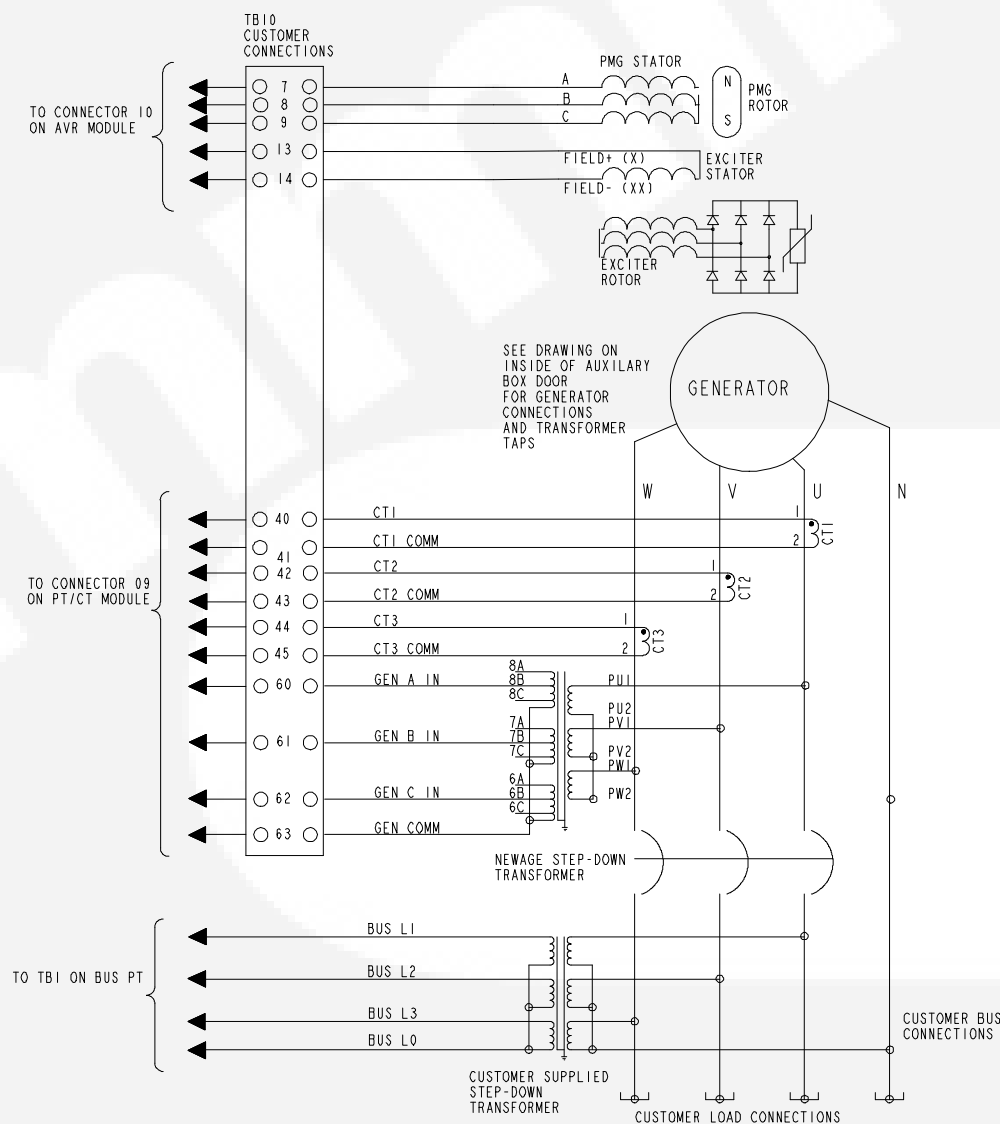 TB10
CUSTOMER
CONNECTIONS
TO CONNECTOR 10
ON AVR MODULE
7
8
9
13
14
A
B
C
PMG STATOR
N
S
PMG
ROTOR
FIELD+ (X)
FIELD- (XX)
EXCITER
STATOR
EXCITER
ROTOR
SEE DRAWING ON
INSIDE OF AUXILARY
BOX DOOR
FOR GENERATOR
CONNECTIONS
AND TRANSFORMER
TAPS
GENERATOR
W
V
U
N
TO CONNECTOR 09
ON PT/CT MODULE
40
CT1
1
41
CT1 COMM
2
CT1
42
CT2
1
43
CT2 COMM
2
CT2
44
CT3
1
45
CT3 COMM
2
CT3
60
GEN A IN
8A
8B
8C
PU1
PU2
61
GEN B IN
7A
7B
7C
PV1
PV2
62
GEN C IN
6A
6B
6C
PW1
PW2
63
GEN COMM
NEWAGE STEP-DOWN
TRANSFORMER
TO TB1 ON BUS PT
BUS L1
BUS L2
BUS L3
BUS L0
CUSTOMER BUS
CONNECTIONS
CUSTOMER SUPPLIED
STEP-DOWN
TRANSFORMER
CUSTOMER LOAD CONNECTIONS